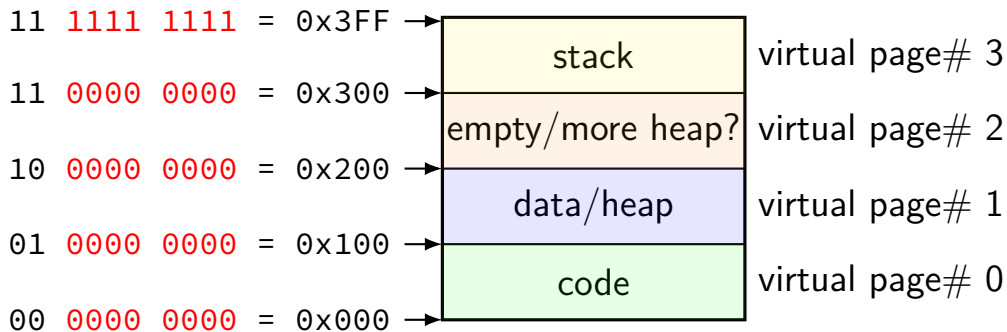 11 1111 1111 = 0x3FF
stack
virtual page# 3
11 0000 0000 = 0x300
empty/more heap?
virtual page# 2
10 0000 0000 = 0x200
data/heap
virtual page# 1
01 0000 0000 = 0x100
code
virtual page# 0
00 0000 0000 = 0x000